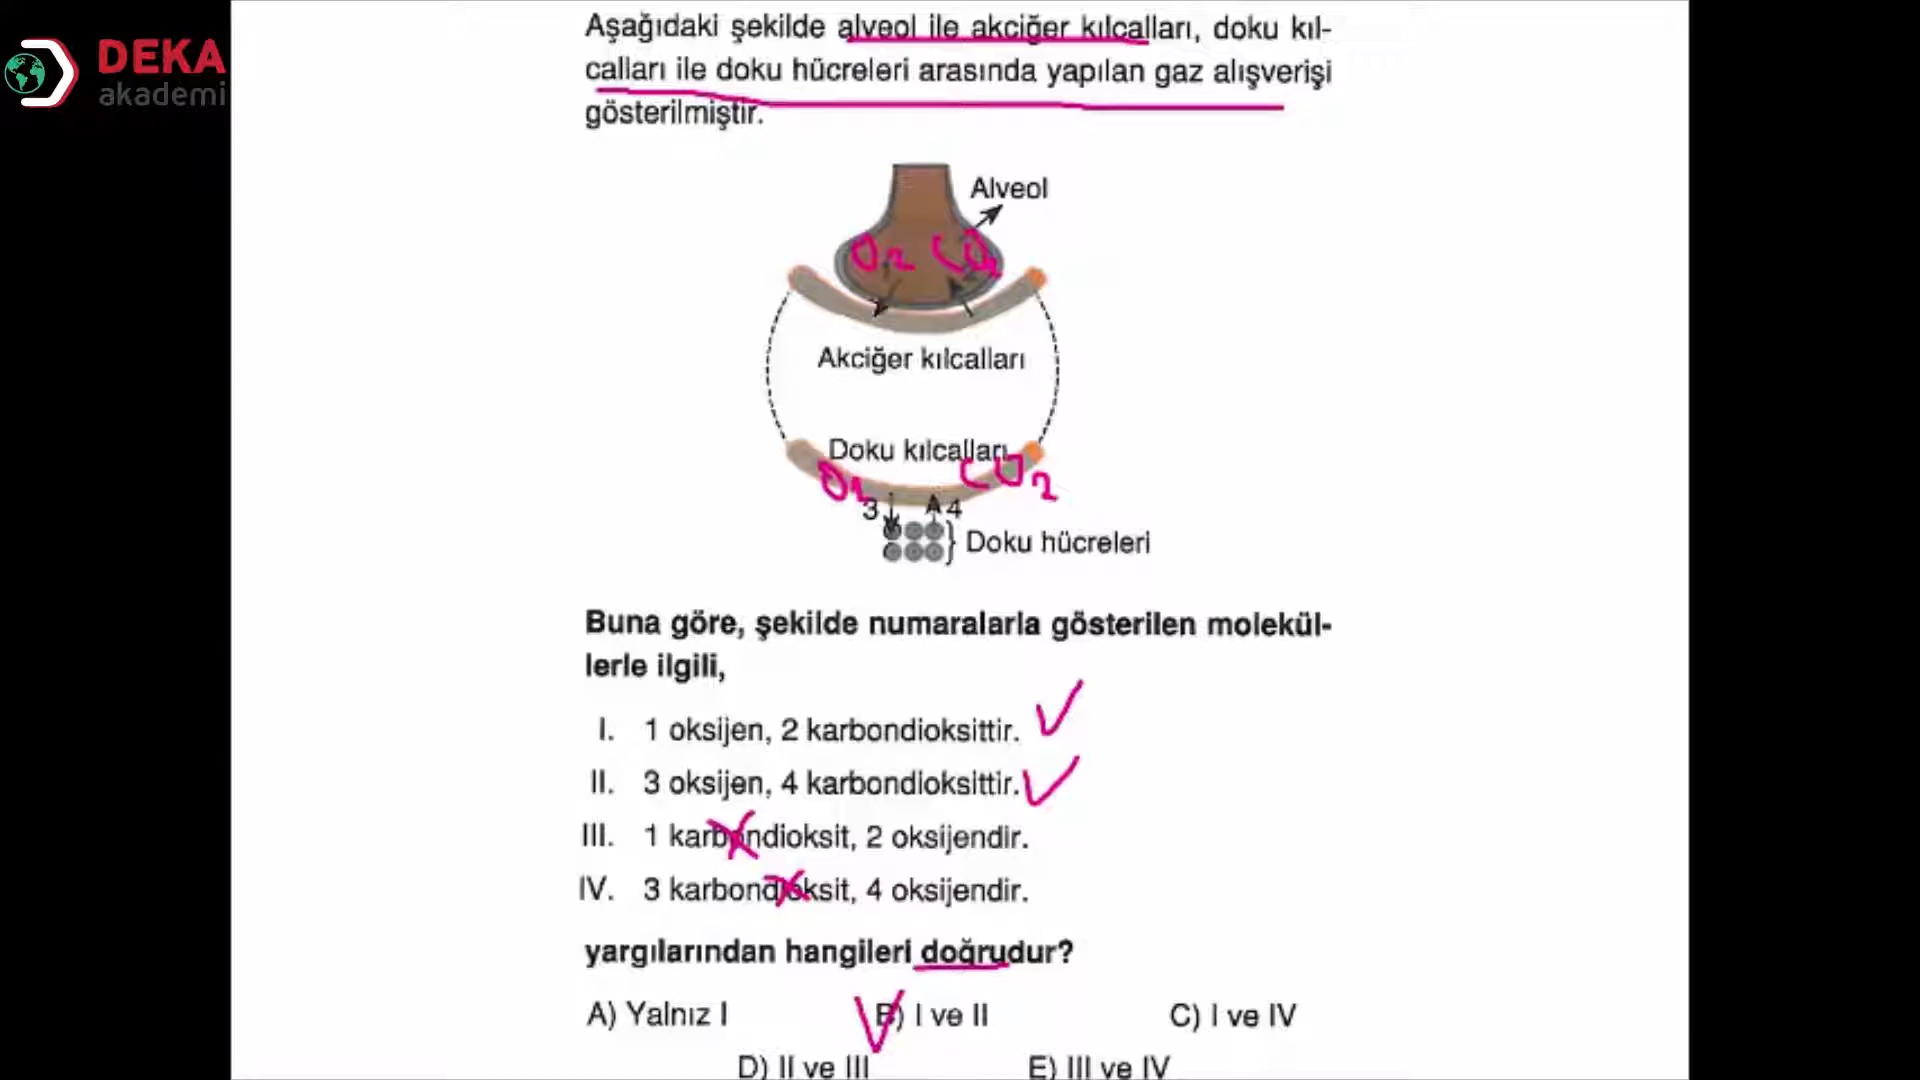 DEKA
akademi
Aşağıdaki şekilde alveol ile akciğer kılcalları, doku kıl-
calları ile doku hücreleri arasında yapılan gaz alışverişi
gösterilmiştir.
Alveol
O2 CO2
Akciğer kılcalları
Doku kılcalları
O2 CO2
3 4
Doku hücreleri
Buna göre, şekilde numaralarla gösterilen molekül-
lerle ilgili,
I. 1 oksijen, 2 karbondioksittir.
II. 3 oksijen, 4 karbondioksittir.
III. 1 karbondioksit, 2 oksijendir.
IV. 3 karbondioksit, 4 oksijendir.
yargılarından hangileri doğrudur?
A) Yalnız I B) I ve II C) I ve IV
D) II ve III E) III ve IV